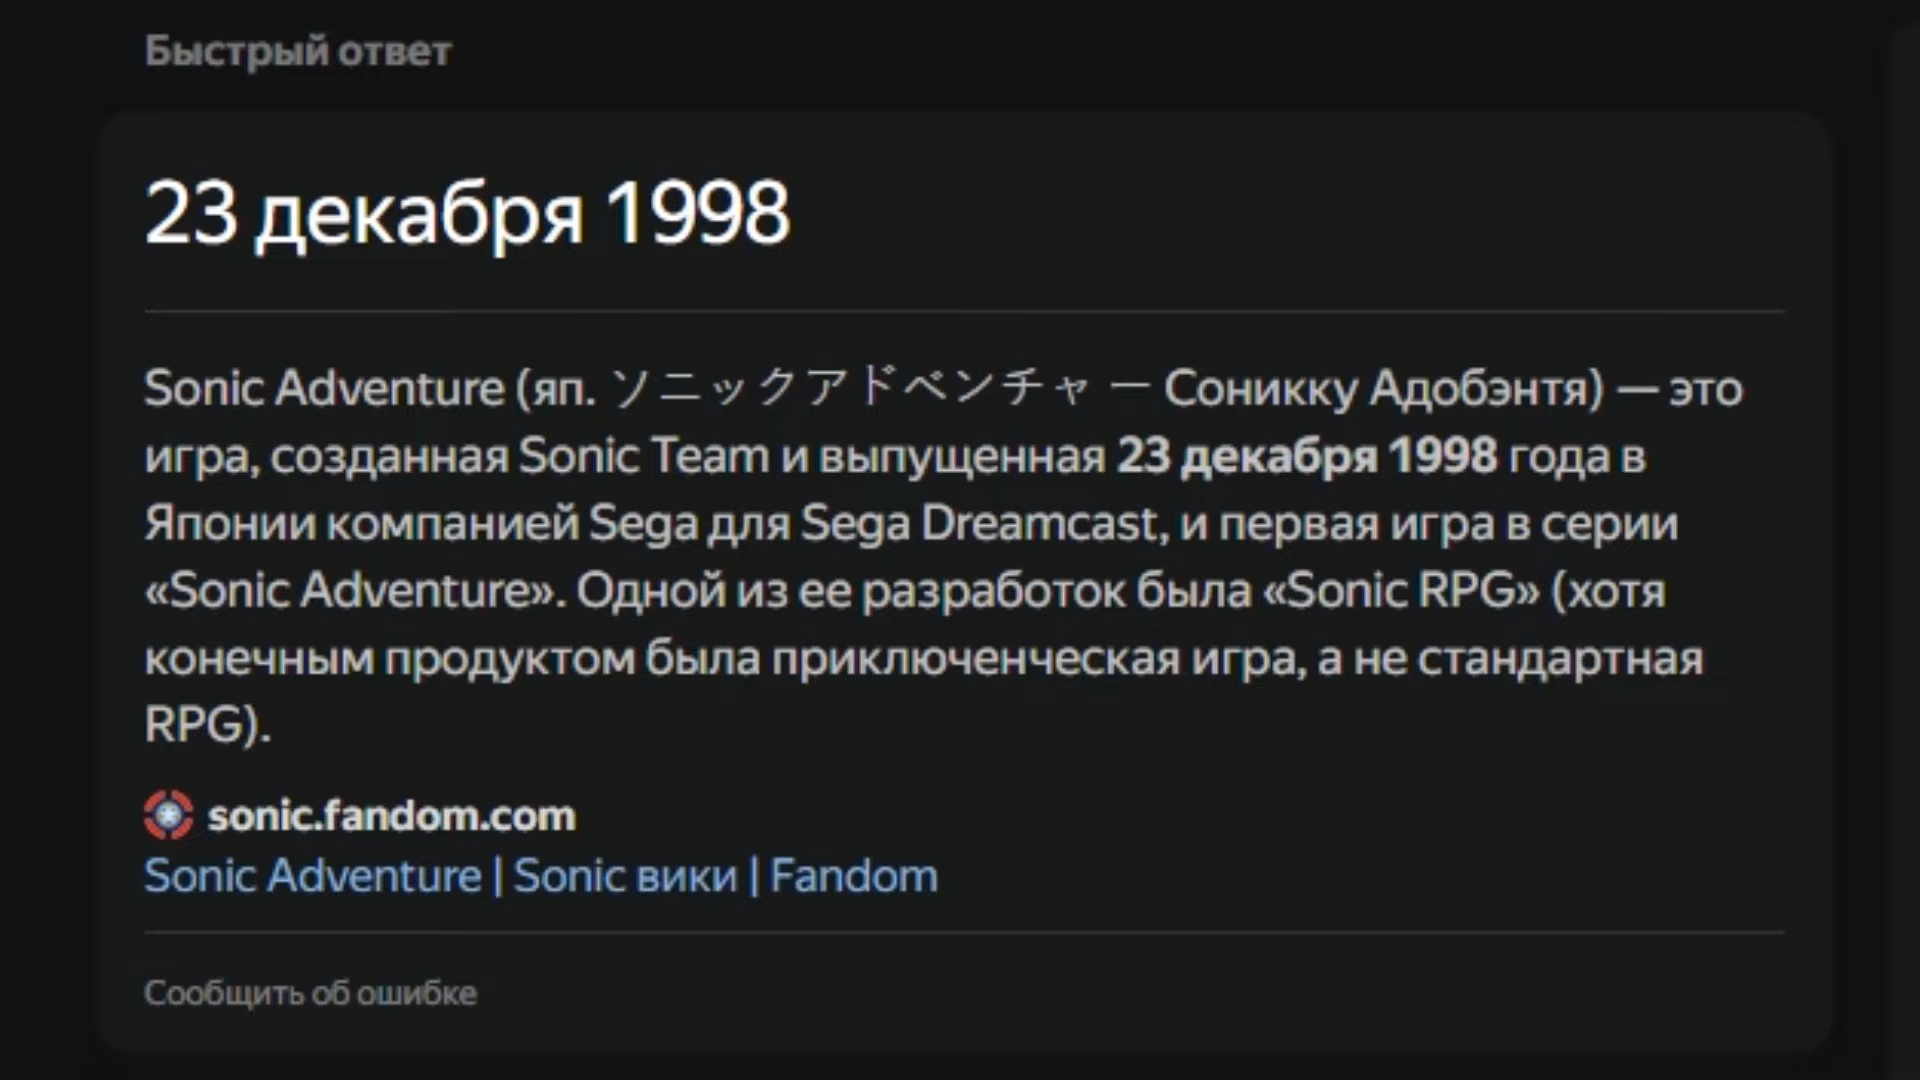 Быстрый ответ
23 декабря 1998
Sonic Adventure (яп. ソニックアドベンチャー Соникку Адобэнтя) — это
игра, созданная Sonic Team и выпущенная 23 декабря 1998 года в
Японии компанией Sega для Sega Dreamcast, и первая игра в серии
«Sonic Adventure». Одной из ее разработок была «Sonic RPG» (хотя
конечным продуктом была приключенческая игра, а не стандартная
RPG).
sonic.fandom.com
Sonic Adventure | Sonic вики | Fandom
Сообщить об ошибке